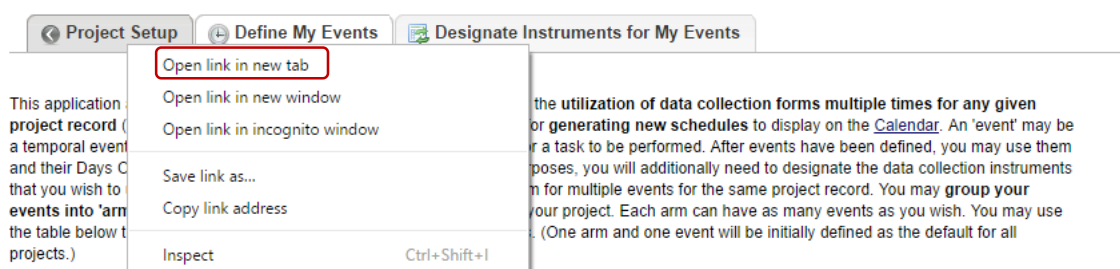 Project Setup Define My Events Designate Instruments for My Events
Open link in new tab
Open link in new window
Open link in incognito window
Save link as...
Copy link address
Inspect Ctrl+Shift+I
This application the utilization of data collection forms multiple times for any given
project record ( or generating new schedules to display on the Calendar. An 'event' may be
a temporal event r a task to be performed. After events have been defined, you may use them
and their Days poses, you will additionally need to designate the data collection instruments
that you wish to m for multiple events for the same project record. You may group your
events into 'arm your project. Each arm can have as many events as you wish. You may use
the table below t . (One arm and one event will be initially defined as the default for all
projects.)